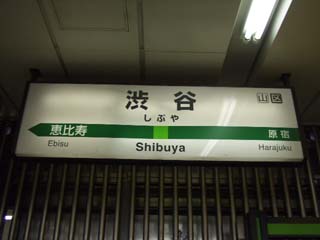 渋谷
山 区
しぶや
恵比寿
原宿
Ebisu
Shibuya
Harajuku